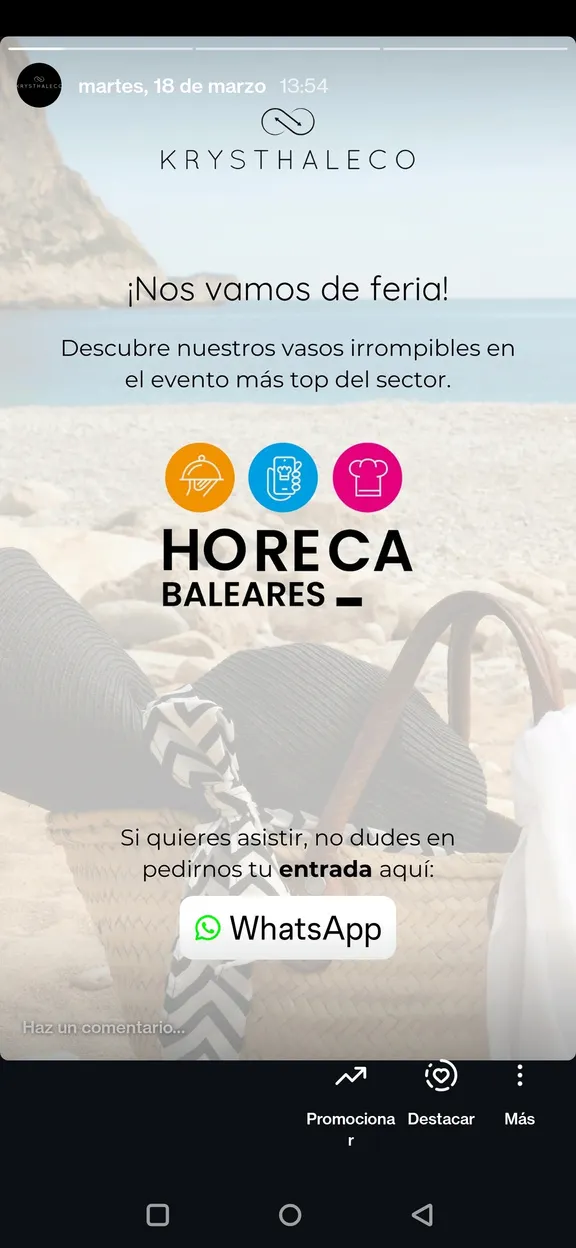 martes, 18 de marzo 13:54
KRYSTHALECO
KRYSTHALECO
¡Nos vamos de feria!
Descubre nuestros vasos irrompibles en
el evento más top del sector.
HORECA
BALEARES
Si quieres asistir, no dudes en
pedirnos tu entrada aquí:
WhatsApp
Haz un comentario...
Promociona
r
Destacar
Más